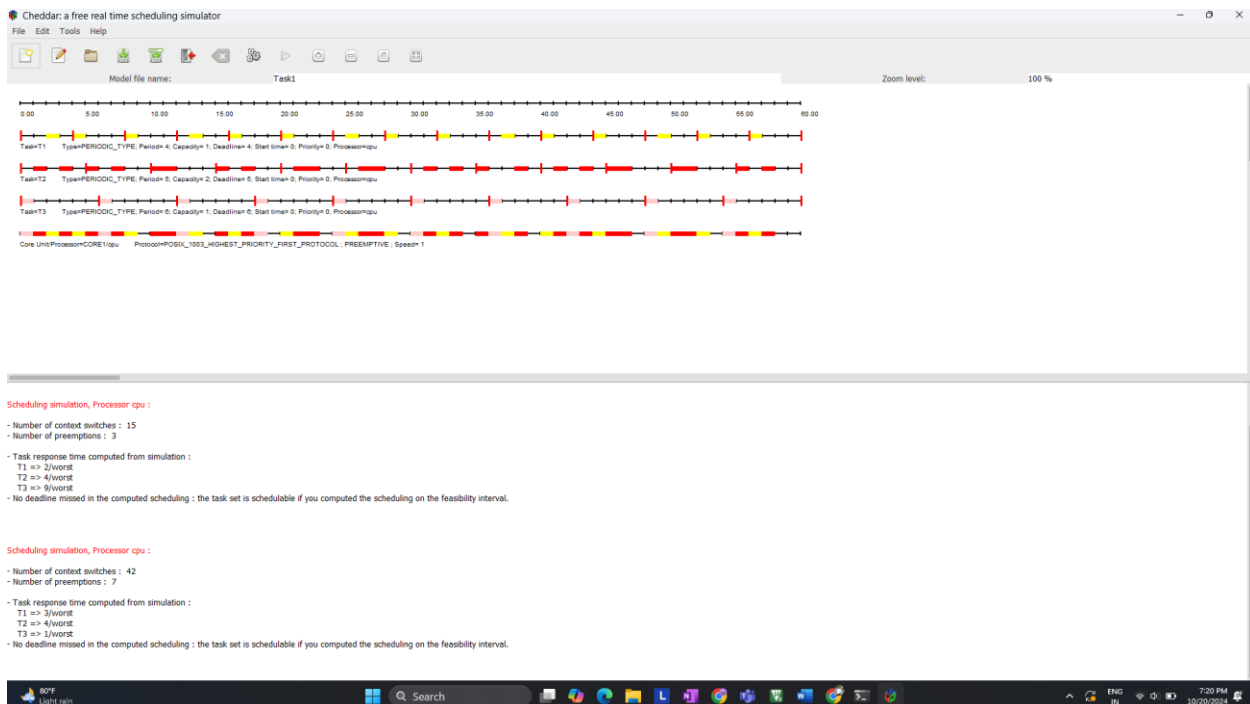 Cheddar: a free real time scheduling simulator
File Edit Tools Help
Model file name: Task1 Zoom level: 100 %
0.00 5.00 10.00 15.00 20.00 25.00 30.00 35.00 40.00 45.00 50.00 55.00 60.00
Task=T1 Type=PERIODIC_TYPE; Period= 4; Capacity= 1; Deadline= 4; Start time= 0; Priority= 0; Processor=cpu
Task=T2 Type=PERIODIC_TYPE; Period= 5; Capacity= 2; Deadline= 5; Start time= 0; Priority= 0; Processor=cpu
Task=T3 Type=PERIODIC_TYPE; Period= 6; Capacity= 1; Deadline= 6; Start time= 0; Priority= 0; Processor=cpu
Core Unit/Processor=CORE1/cpu Protocol=POSIX_1003_HIGHEST_PRIORITY_FIRST_PROTOCOL ; PREEMPTIVE ; Speed= 1
Scheduling simulation, Processor cpu :
- Number of context switches : 15
- Number of preemptions : 3
- Task response time computed from simulation :
T1 => 2/worst
T2 => 4/worst
T3 => 9/worst
- No deadline missed in the computed scheduling : the task set is schedulable if you computed the scheduling on the feasibility interval.
Scheduling simulation, Processor cpu :
- Number of context switches : 42
- Number of preemptions : 7
- Task response time computed from simulation :
T1 => 3/worst
T2 => 4/worst
T3 => 1/worst
- No deadline missed in the computed scheduling : the task set is schedulable if you computed the scheduling on the feasibility interval.
80°F
Light rain
Search
ENG
IN
7:20 PM
10/20/2024